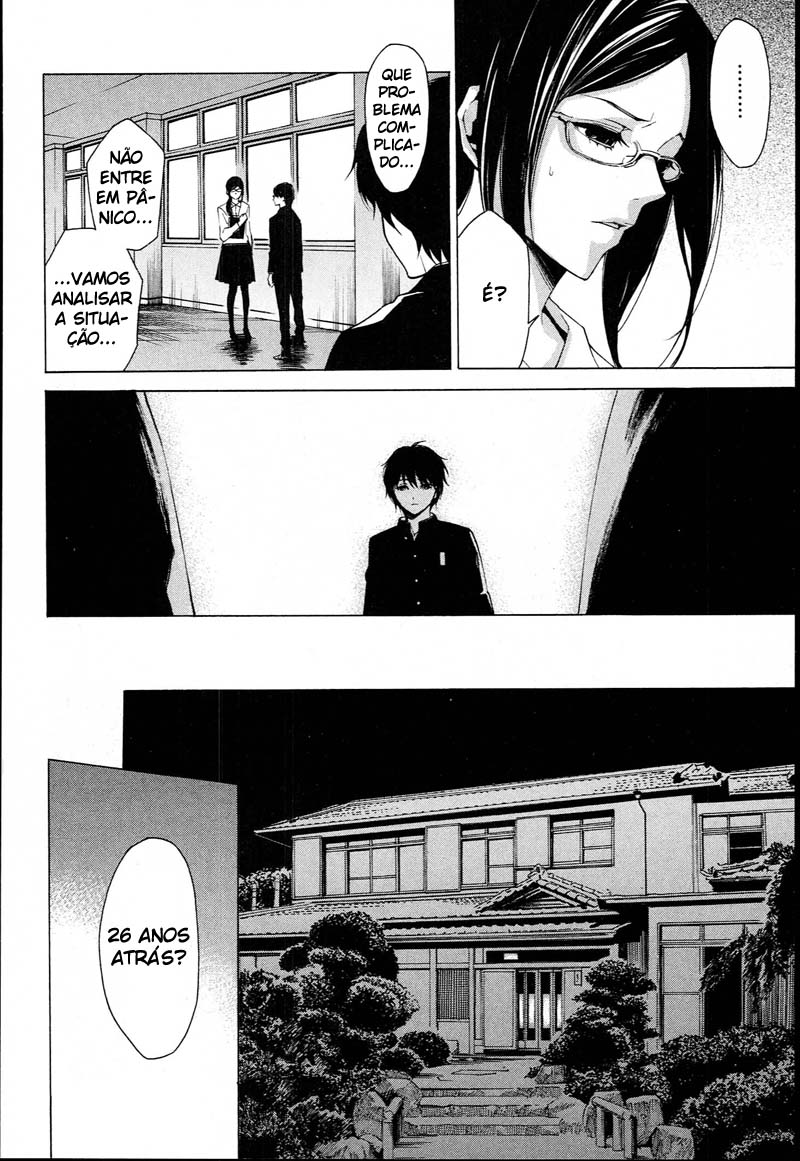 .........
É?
QUE
PRO-
BLEMA
COM-
PLICA-
DO...
NÃO
ENTRE
EM PÂ-
NICO...
...VAMOS
ANALISAR
A SITUA-
ÇÃO...
26 ANOS
ATRÁS?